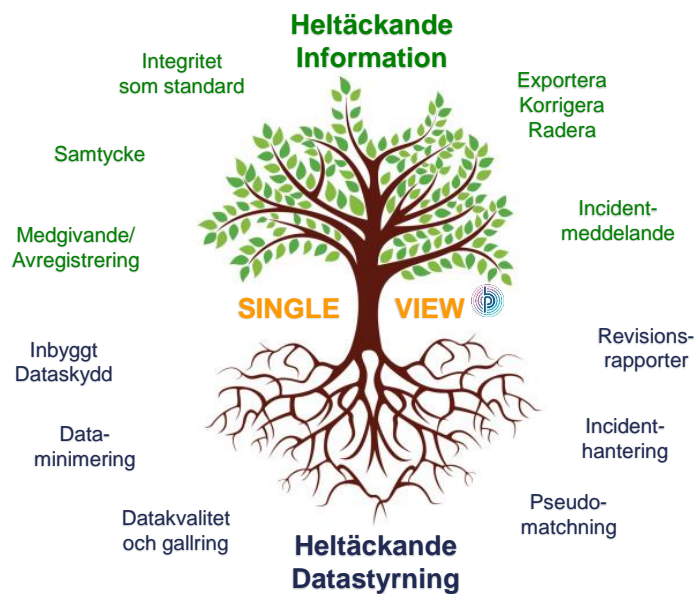 Heltäckande
Information
Integritet
som standard
Exportera
Korrigera
Radera
Samtycke
Medgivande/
Avregistrering
Incident-
meddelande
SINGLE VIEW
Inbyggt
Dataskydd
Revisions-
rapporter
Data-
minimering
Incident-
hantering
Datakvalitet
och gallring
Pseudo-
matchning
Heltäckande
Datastyrning